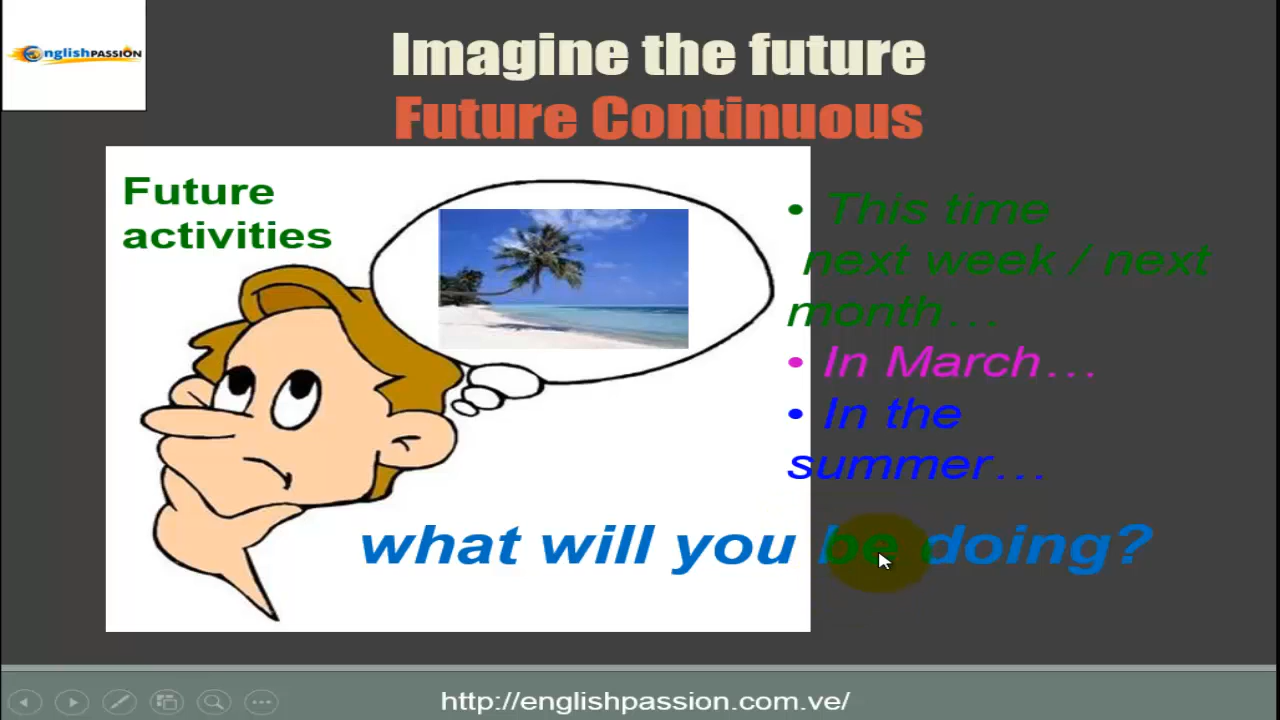 EnglishPASSION
Imagine the future
Future Continuous
Future
activities
• This time
next week / next
month…
• In March…
• In the
summer…
what will you be doing?
http://englishpassion.com.ve/